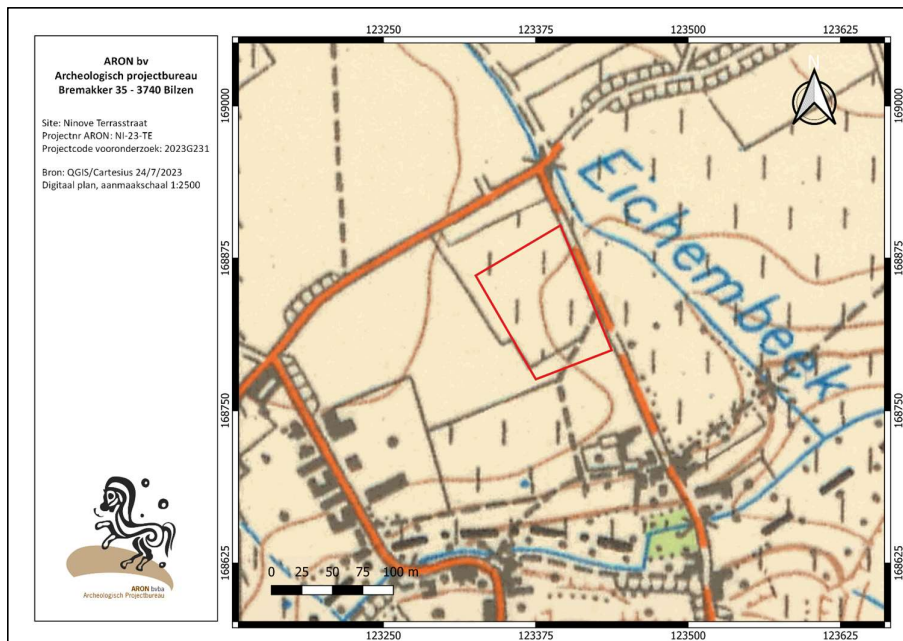 ARON bv
Archeologisch projectbureau
Bremakker 35 - 3740 Bilzen
Site: Ninove Terrasstraat
Projectnr ARON: NI-23-TE
Projectcode vooronderzoek: 2023G231
Bron: QGIS/Cartesius 24/7/2023
Digitaal plan, aanmaakschaal 1:2500
ARON bvba
Archeologisch Projectbureau
123250 123375 123500 123625
169000 169000
N
Eichembeek
168875 168875
168750 168750
168625 168625
0 25 50 75 100 m
123250 123375 123500 123625